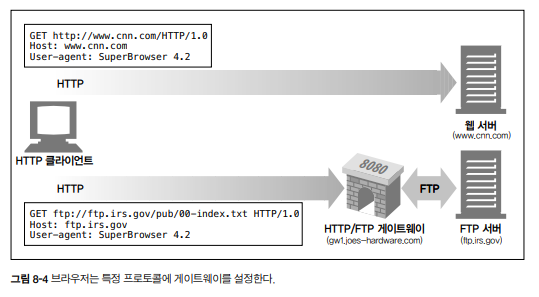 GET http://www.cnn.com/HTTP/1.0
Host: www.cnn.com
User-agent: SuperBrowser 4.2
HTTP
웹 서버
(www.cnn.com)
HTTP 클라이언트
8080
HTTP
FTP
GET ftp://ftp.irs.gov/pub/00-index.txt HTTP/1.0
Host: ftp.irs.gov
User-agent: SuperBrowser 4.2
HTTP/FTP 게이트웨이
(gw1.joes-hardware.com)
FTP 서버
(ftp.irs.gov)
그림 8-4 브라우저는 특정 프로토콜에 게이트웨이를 설정한다.